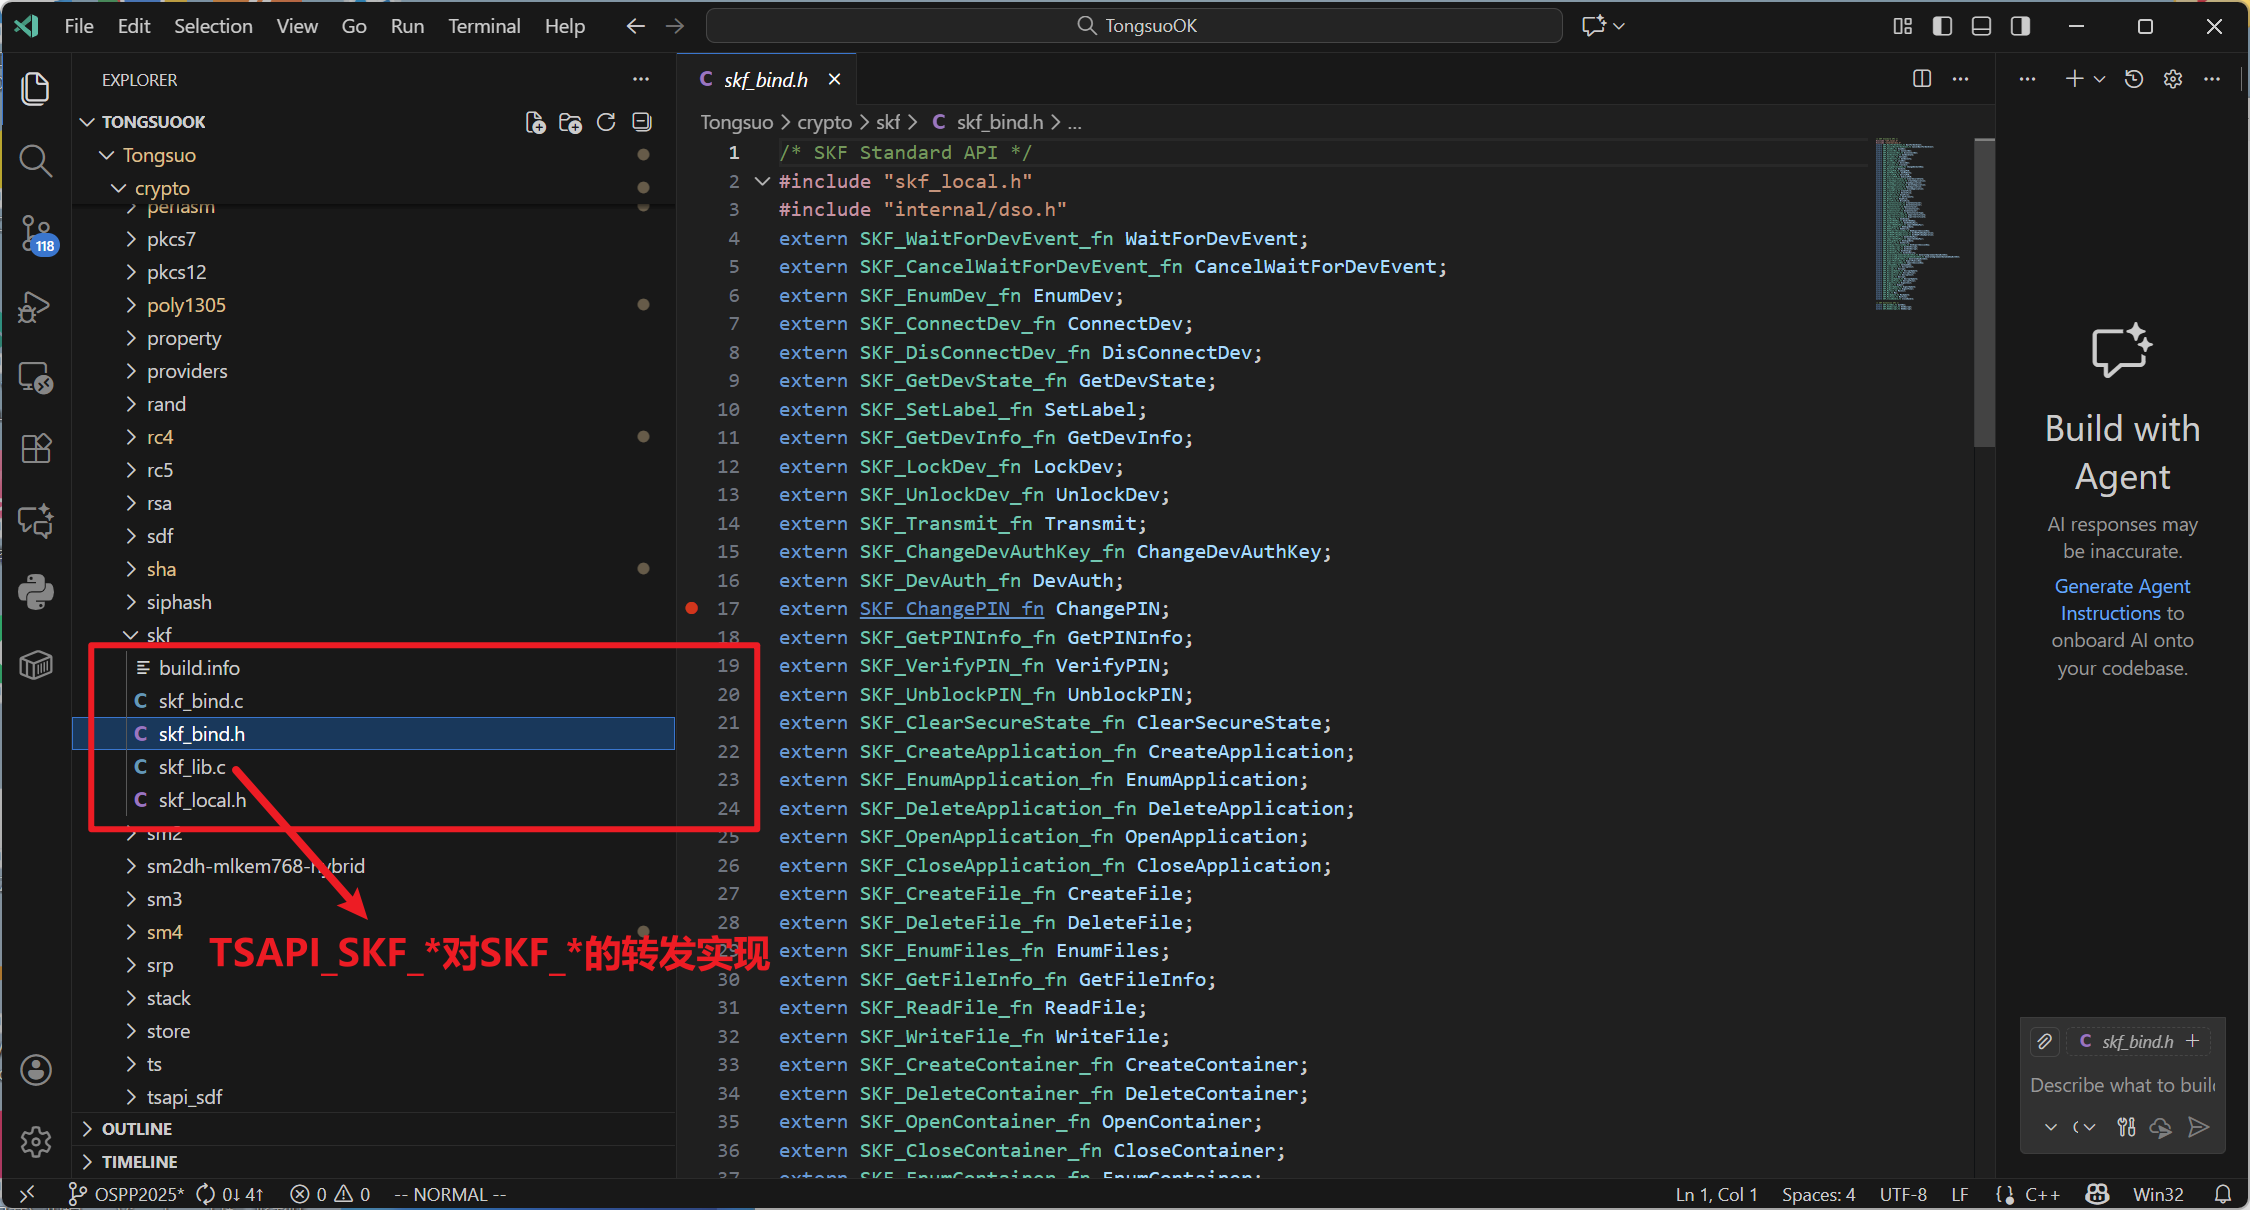 File Edit Selection View Go Run Terminal Help
TongsuoOK
EXPLORER
TONGSUOOK
Tongsuo
crypto
perlasm
pkcs7
pkcs12
poly1305
property
providers
rand
rc4
rc5
rsa
sdf
sha
siphash
skf
build.info
skf_bind.c
skf_bind.h
skf_lib.c
skf_local.h
sm2
sm2dh-mlkem768-hybrid
sm3
sm4
srp
stack
store
ts
tsapi_sdf
OUTLINE
TIMELINE
118
TSAPI_SKF_*对SKF_*的转发实现
skf_bind.h
Tongsuo > crypto > skf > C skf_bind.h > ...
1 /* SKF Standard API */
2 #include "skf_local.h"
3 #include "internal/dso.h"
4 extern SKF_WaitForDevEvent_fn WaitForDevEvent;
5 extern SKF_CancelWaitForDevEvent_fn CancelWaitForDevEvent;
6 extern SKF_EnumDev_fn EnumDev;
7 extern SKF_ConnectDev_fn ConnectDev;
8 extern SKF_DisConnectDev_fn DisConnectDev;
9 extern SKF_GetDevState_fn GetDevState;
10 extern SKF_SetLabel_fn SetLabel;
11 extern SKF_GetDevInfo_fn GetDevInfo;
12 extern SKF_LockDev_fn LockDev;
13 extern SKF_UnlockDev_fn UnlockDev;
14 extern SKF_Transmit_fn Transmit;
15 extern SKF_ChangeDevAuthKey_fn ChangeDevAuthKey;
16 extern SKF_DevAuth_fn DevAuth;
17 extern SKF_ChangePIN_fn ChangePIN;
18 extern SKF_GetPINInfo_fn GetPINInfo;
19 extern SKF_VerifyPIN_fn VerifyPIN;
20 extern SKF_UnblockPIN_fn UnblockPIN;
21 extern SKF_ClearSecureState_fn ClearSecureState;
22 extern SKF_CreateApplication_fn CreateApplication;
23 extern SKF_EnumApplication_fn EnumApplication;
24 extern SKF_DeleteApplication_fn DeleteApplication;
25 extern SKF_OpenApplication_fn OpenApplication;
26 extern SKF_CloseApplication_fn CloseApplication;
27 extern SKF_CreateFile_fn CreateFile;
28 extern SKF_DeleteFile_fn DeleteFile;
29 extern SKF_EnumFiles_fn EnumFiles;
30 extern SKF_GetFileInfo_fn GetFileInfo;
31 extern SKF_ReadFile_fn ReadFile;
32 extern SKF_WriteFile_fn WriteFile;
33 extern SKF_CreateContainer_fn CreateContainer;
34 extern SKF_DeleteContainer_fn DeleteContainer;
35 extern SKF_OpenContainer_fn OpenContainer;
36 extern SKF_CloseContainer_fn CloseContainer;
37 extern SKF_EnumContainer_fn EnumContainer;
Build with
Agent
AI responses may
be inaccurate.
Generate Agent
Instructions to
onboard AI onto
your codebase.
C skf_bind.h +
Describe what to buil
OSPP2025* 0↓ 4↑ 0 0 -- NORMAL --
Ln 1, Col 1 Spaces: 4 UTF-8 LF C++ Win32